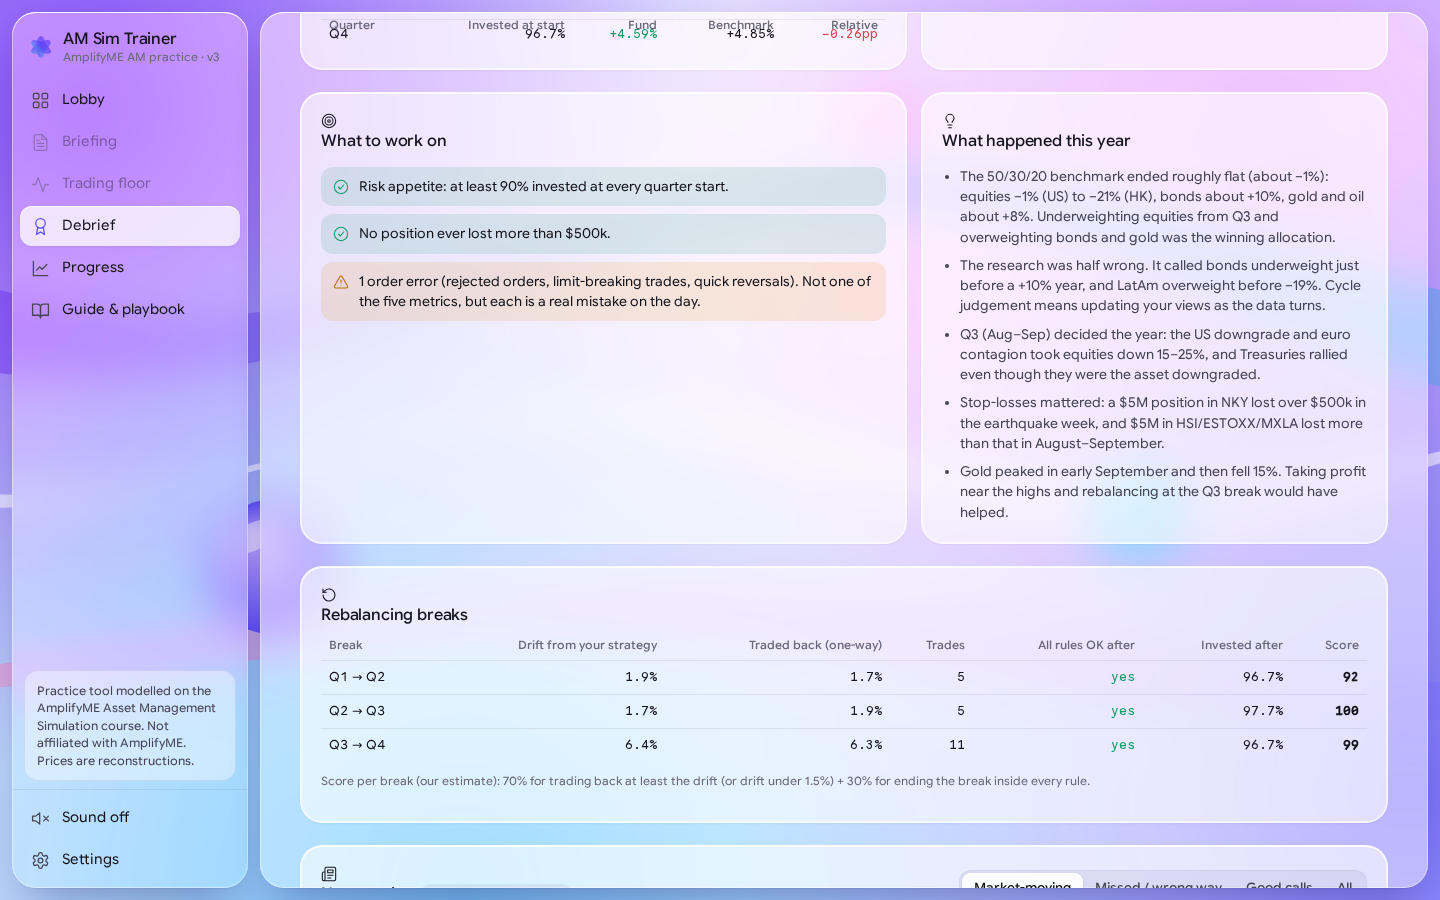 AM Sim Trainer
AmplifyME AM practice · v3
Lobby
Briefing
Trading floor
Debrief
Progress
Guide & playbook
Practice tool modelled on the
AmplifyME Asset Management
Simulation course. Not
affiliated with AmplifyME.
Prices are reconstructions.
Sound off
Settings
Quarter Invested at start Fund Benchmark Relative
Q4 96.7% +4.59% +4.85% −0.26pp
What to work on
Risk appetite: at least 90% invested at every quarter start.
No position ever lost more than $500k.
1 order error (rejected orders, limit-breaking trades, quick reversals). Not one of
the five metrics, but each is a real mistake on the day.
What happened this year
• The 50/30/20 benchmark ended roughly flat (about −1%):
equities −1% (US) to −21% (HK), bonds about +10%, gold and oil
about +8%. Underweighting equities from Q3 and
overweighting bonds and gold was the winning allocation.
• The research was half wrong. It called bonds underweight just
before a +10% year, and LatAm overweight before −19%. Cycle
judgement means updating your views as the data turns.
• Q3 (Aug–Sep) decided the year: the US downgrade and euro
contagion took equities down 15–25%, and Treasuries rallied
even though they were the asset downgraded.
• Stop-losses mattered: a $5M position in NKY lost over $500k in
the earthquake week, and $5M in HSI/ESTOXX/MXLA lost more
than that in August–September.
• Gold peaked in early September and then fell 15%. Taking profit
near the highs and rebalancing at the Q3 break would have
helped.
Rebalancing breaks
Break Drift from your strategy Traded back (one-way) Trades All rules OK after Invested after Score
Q1 → Q2 1.9% 1.7% 5 yes 96.7% 92
Q2 → Q3 1.7% 1.9% 5 yes 97.7% 100
Q3 → Q4 6.4% 6.3% 11 yes 96.7% 99
Score per break (our estimate): 70% for trading back at least the drift (or drift under 1.5%) + 30% for ending the break inside every rule.
Market-moving Missed / wrong way Good calls All